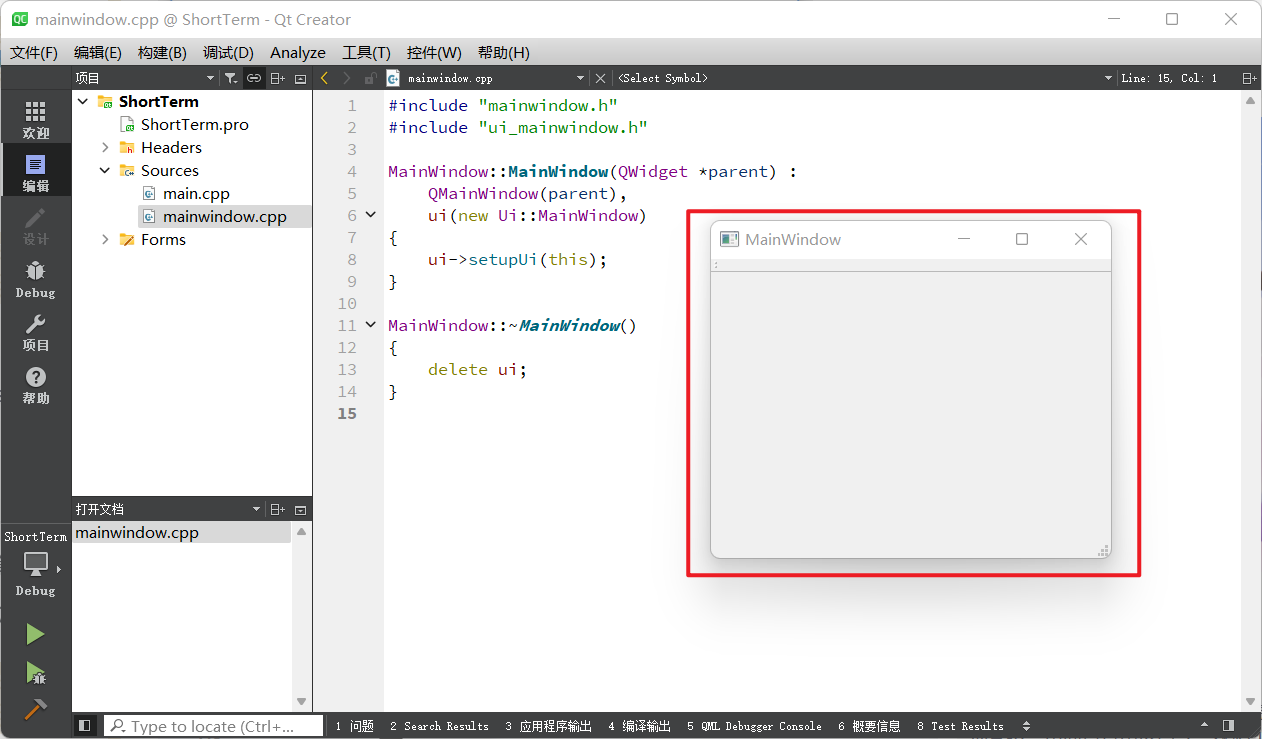 mainwindow.cpp @ ShortTerm - Qt Creator
文件(F) 编辑(E) 构建(B) 调试(D) Analyze 工具(T) 控件(W) 帮助(H)
项目
mainwindow.cpp
<Select Symbol>
Line: 15, Col: 1
欢迎
编辑
设计
Debug
项目
帮助
ShortTerm
Debug
ShortTerm
ShortTerm.pro
Headers
Sources
main.cpp
mainwindow.cpp
Forms
打开文档
mainwindow.cpp
1 #include "mainwindow.h"
2 #include "ui_mainwindow.h"
3
4 MainWindow::MainWindow(QWidget *parent) :
5     QMainWindow(parent),
6     ui(new Ui::MainWindow)
7 {
8     ui->setupUi(this);
9 }
10
11 MainWindow::~MainWindow()
12 {
13     delete ui;
14 }
15
MainWindow
Type to locate (Ctrl+...
1 问题 2 Search Results 3 应用程序输出 4 编译输出 5 QML Debugger Console 6 概要信息 8 Test Results